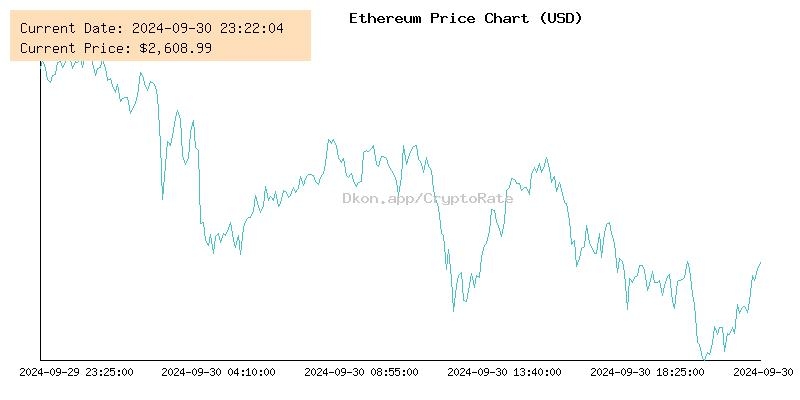 Ethereum Price Chart (USD)
Current Date: 2024-09-30 23:22:04
Current Price: $2,608.99
Dkon.app/CryptoRate
2024-09-29 23:25:00 2024-09-30 04:10:00 2024-09-30 08:55:00 2024-09-30 13:40:00 2024-09-30 18:25:00 2024-09-30